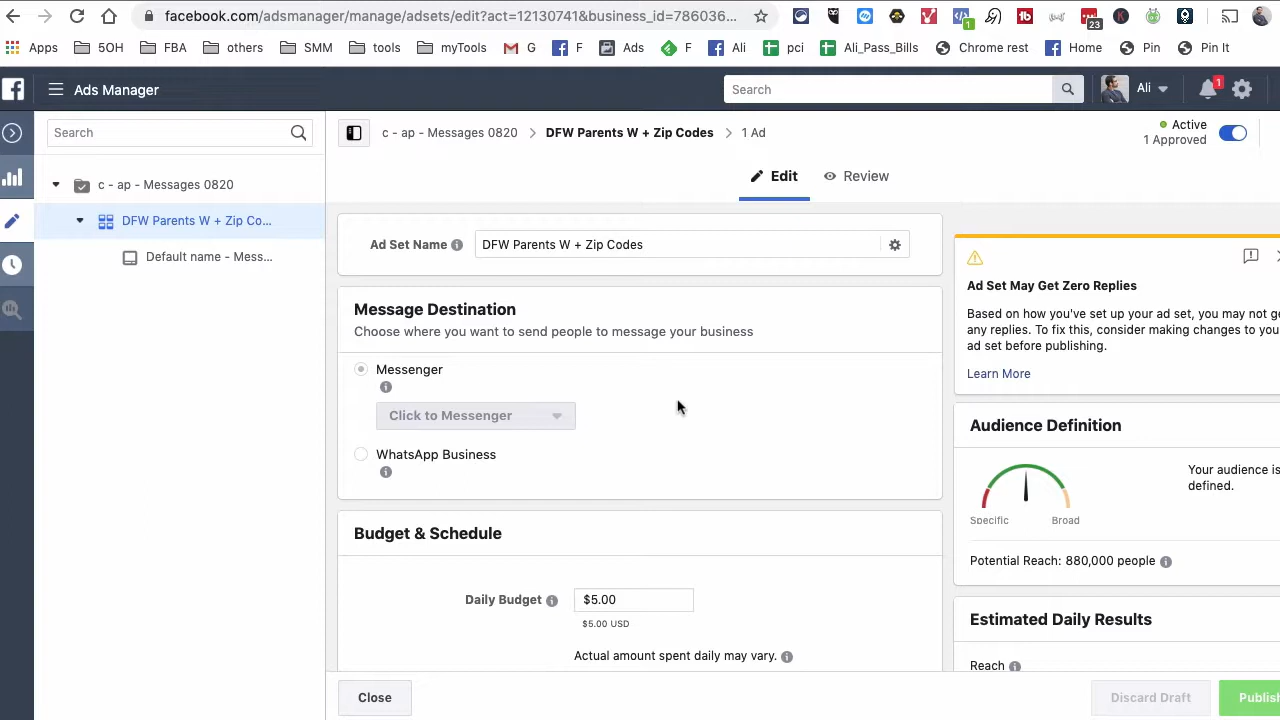 facebook.com/adsmanager/manage/adsets/edit?act=12130741&business_id=786036...
1
23
Apps
5OH
FBA
others
SMM
tools
myTools
G
F
Ads
F
Ali
pci
Ali_Pass_Bills
Chrome rest
Home
Pin
Pin It
Ads Manager
Search
Ali
1
Search
c - ap - Messages 0820
DFW Parents W + Zip Codes
1 Ad
Active
1 Approved
Edit
Review
c - ap - Messages 0820
DFW Parents W + Zip Co...
Default name - Mess...
Ad Set Name
DFW Parents W + Zip Codes
Message Destination
Choose where you want to send people to message your business
Messenger
Click to Messenger
WhatsApp Business
Budget & Schedule
Daily Budget
$5.00
$5.00 USD
Actual amount spent daily may vary.
Close
Ad Set May Get Zero Replies
Based on how you've set up your ad set, you may not ge
any replies. To fix this, consider making changes to you
ad set before publishing.
Learn More
Audience Definition
Specific
Broad
Your audience is
defined.
Potential Reach: 880,000 people
Estimated Daily Results
Reach
Discard Draft
Publish